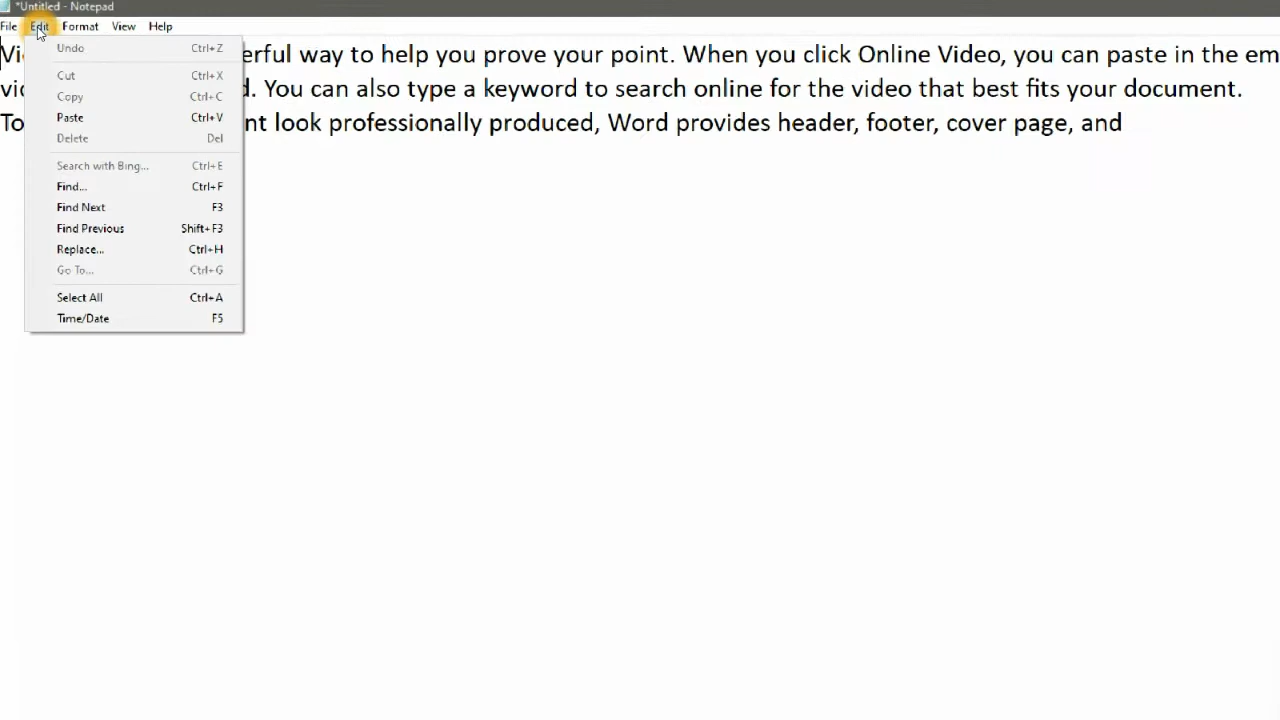 *Untitled - Notepad
File Edit Format View Help
Undo Ctrl+Z
Cut Ctrl+X
Copy Ctrl+C
Paste Ctrl+V
Delete Del
Search with Bing... Ctrl+E
Find... Ctrl+F
Find Next F3
Find Previous Shift+F3
Replace... Ctrl+H
Go To... Ctrl+G
Select All Ctrl+A
Time/Date F5
Vi erful way to help you prove your point. When you click Online Video, you can paste in the em
vid d. You can also type a keyword to search online for the video that best fits your document.
To nt look professionally produced, Word provides header, footer, cover page, and